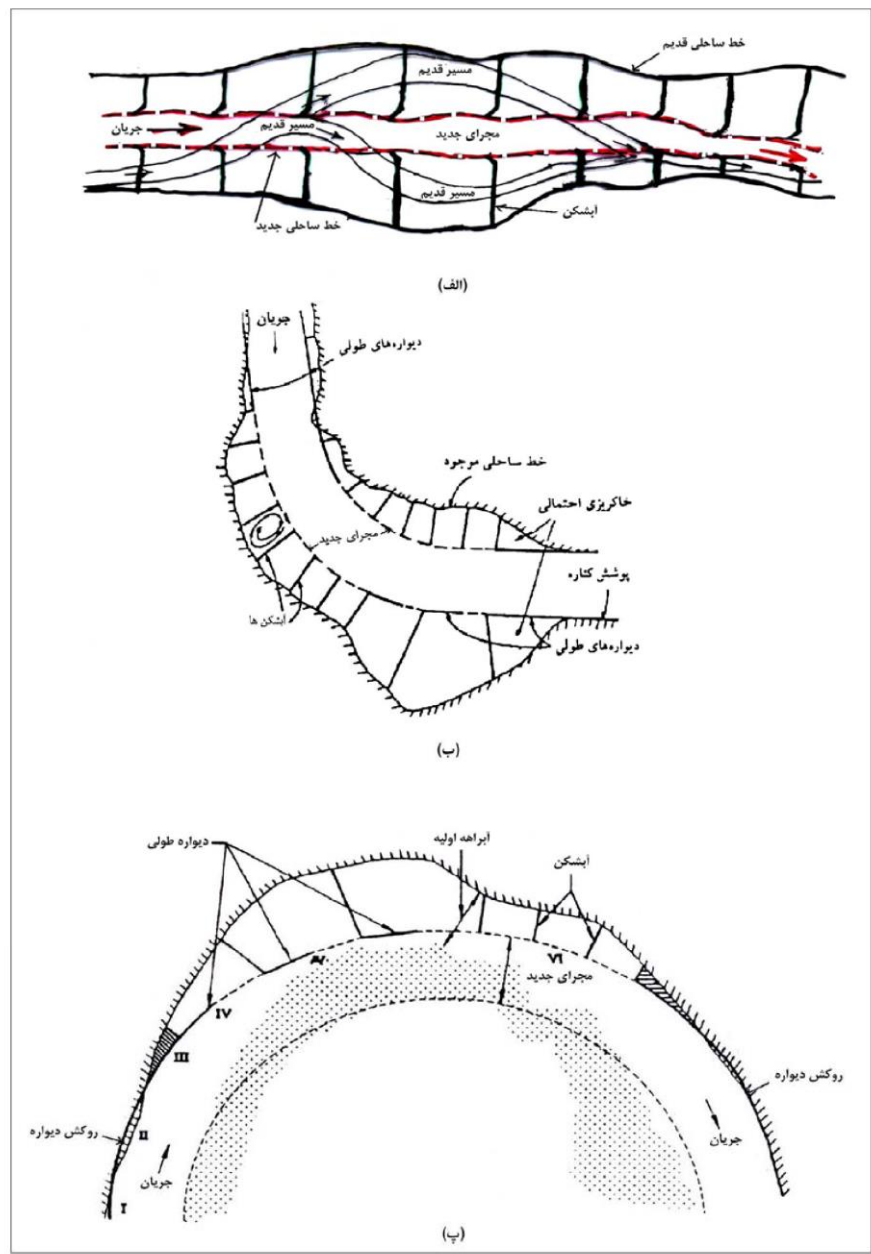 خط ساحلی قدیم
مسیر قدیم
جریان
مسیر قدیم
مجرای جدید
مسیر قدیم
آبشکن
خط ساحلی جدید
(الف)
جریان
دیواره‌های طولی
خط ساحلی موجود
خاکریزی احتمالی
مجرای جدید
پوشش کناره
آبشکن ها
دیواره‌های طولی
(ب)
آبراهه اولیه
دیواره طولی
آبشکن
VI
مجرای جدید
IV
III
روکش دیواره
روکش دیواره
II
جریان
جریان
I
(پ)